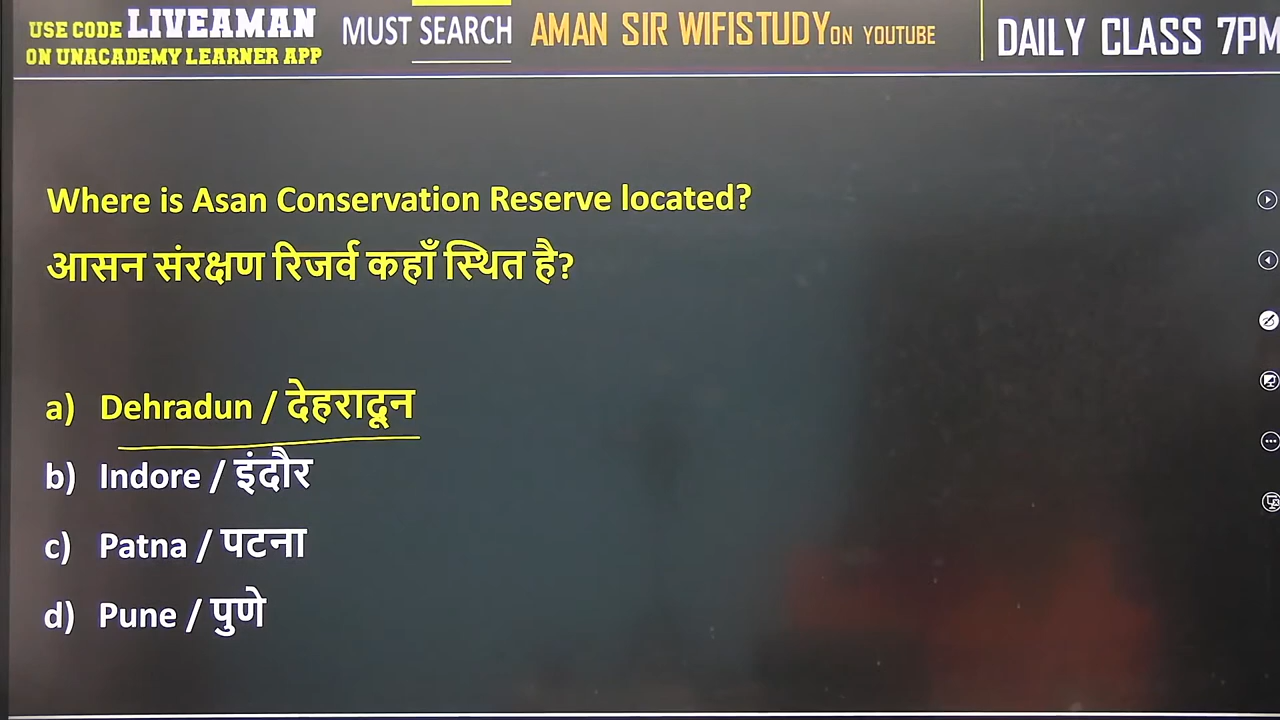 USE CODE LIVEAMAN
ON UNACADEMY LEARNER APP
MUST SEARCH
AMAN SIR WIFISTUDY ON YOUTUBE
DAILY CLASS 7PM
Where is Asan Conservation Reserve located?
आसन संरक्षण रिजर्व कहाँ स्थित है?
a) Dehradun / देहरादून
b) Indore / इंदौर
c) Patna / पटना
d) Pune / पुणे